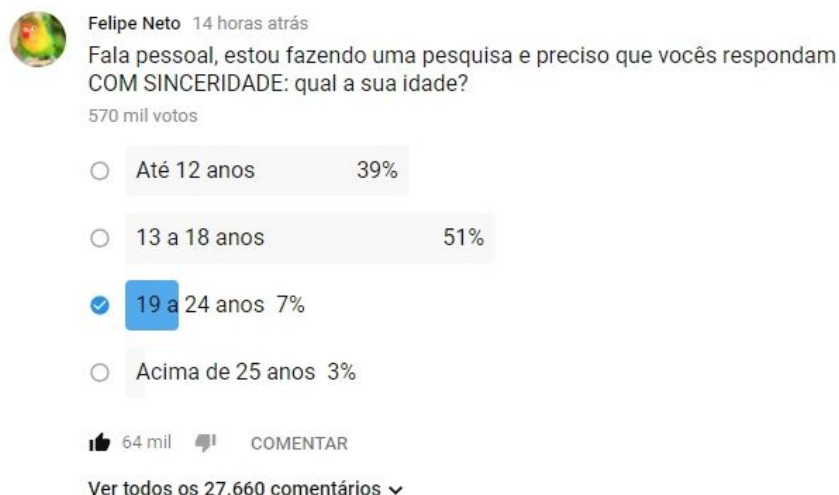 Felipe Neto 14 horas atrás
Fala pessoal, estou fazendo uma pesquisa e preciso que vocês respondam
COM SINCERIDADE: qual a sua idade?
570 mil votos
Até 12 anos 39%
13 a 18 anos 51%
19 a 24 anos 7%
Acima de 25 anos 3%
64 mil COMENTAR
Ver todos os 27.660 comentários